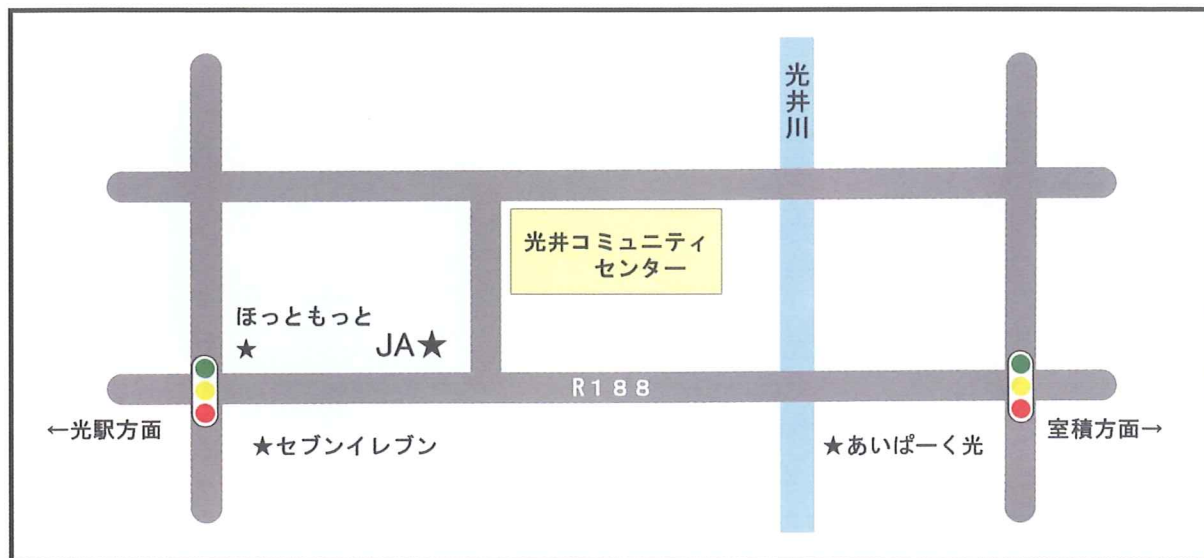 光井川
光井コミュニティ
センター
ほっともっと
★
JA★
R188
←光駅方面
★セブンイレブン
★あいぱーく光
室積方面→